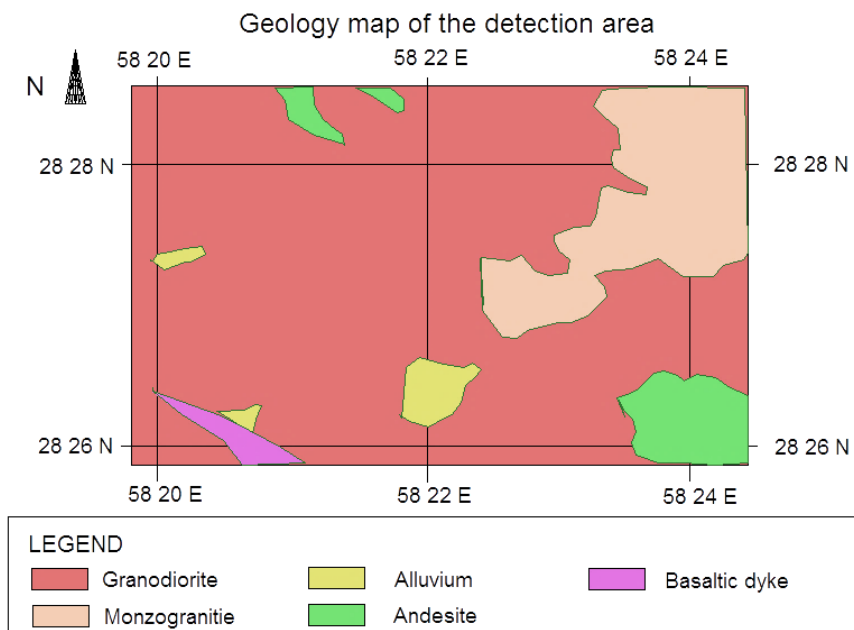 Geology map of the detection area
58 20 E 58 22 E 58 24 E
N
28 28 N 28 28 N
28 26 N 28 26 N
58 20 E 58 22 E 58 24 E
LEGEND
Granodiorite Alluvium Basaltic dyke
Monzogranitie Andesite